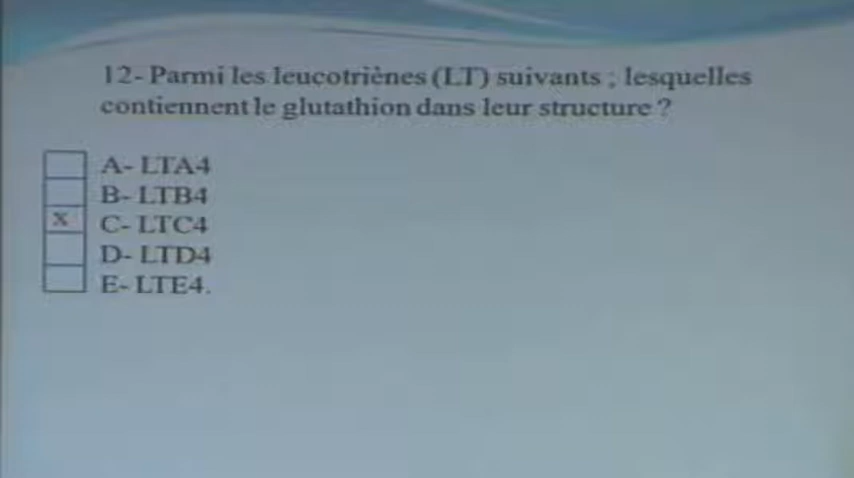 12- Parmi les leucotriènes (LT) suivants ; lesquelles
contiennent le glutathion dans leur structure ?
A- LTA4
B- LTB4
X C- LTC4
D- LTD4
E- LTE4.